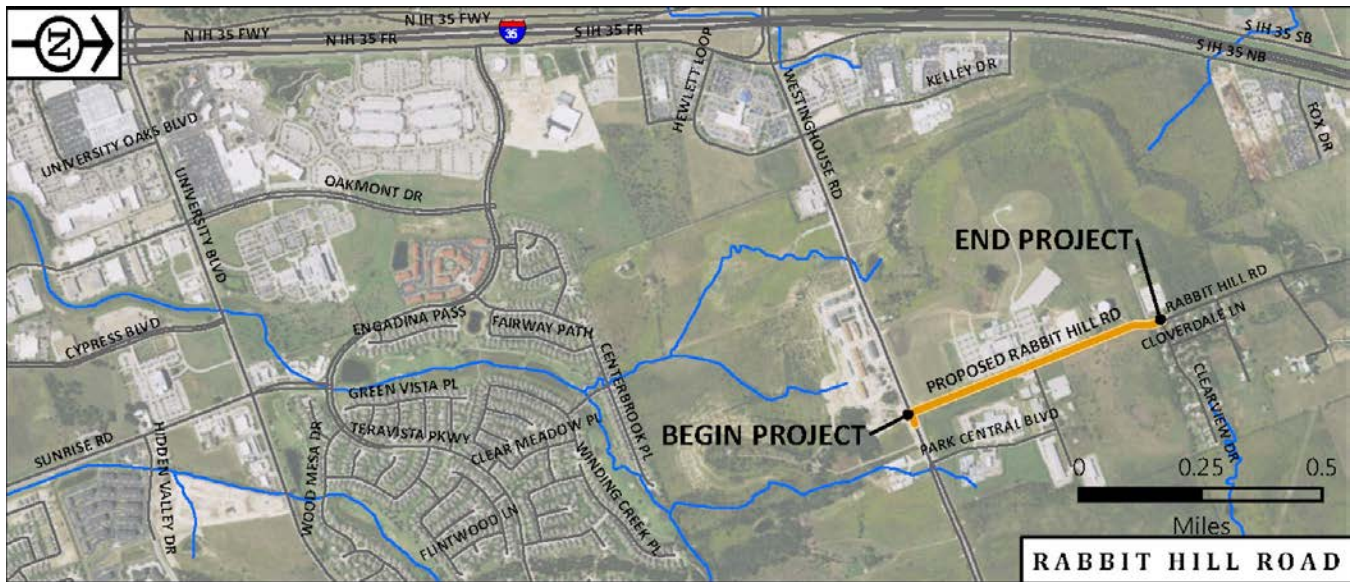 N
N IH 35 FWY
N IH 35 FWY
N IH 35 FR
35
S IH 35 FR
S IH 35 SB
S IH 35 NB
UNIVERSITY OAKS BLVD
UNIVERSITY BLVD
OAKMONT DR
HEWLETT LOOP
WESTINGHOUSE RD
KELLEY DR
FOX DR
END PROJECT
RABBIT HILL RD
CLOVERDALE LN
PROPOSED RABBIT HILL RD
CYPRESS BLVD
ENGADINA PASS
FAIRWAY PATH
CENTERBROOK PL
GREEN VISTA PL
TERAVISTA PKWY
CLEAR MEADOW PL
WINDING CREEK PL
BEGIN PROJECT
PARK CENTRAL BLVD
CLEARVIEW DR
SUNRISE RD
HIDDEN VALLEY DR
WOOD MESA DR
FLINTWOOD LN
0 0.25 0.5
Miles
RABBIT HILL ROAD